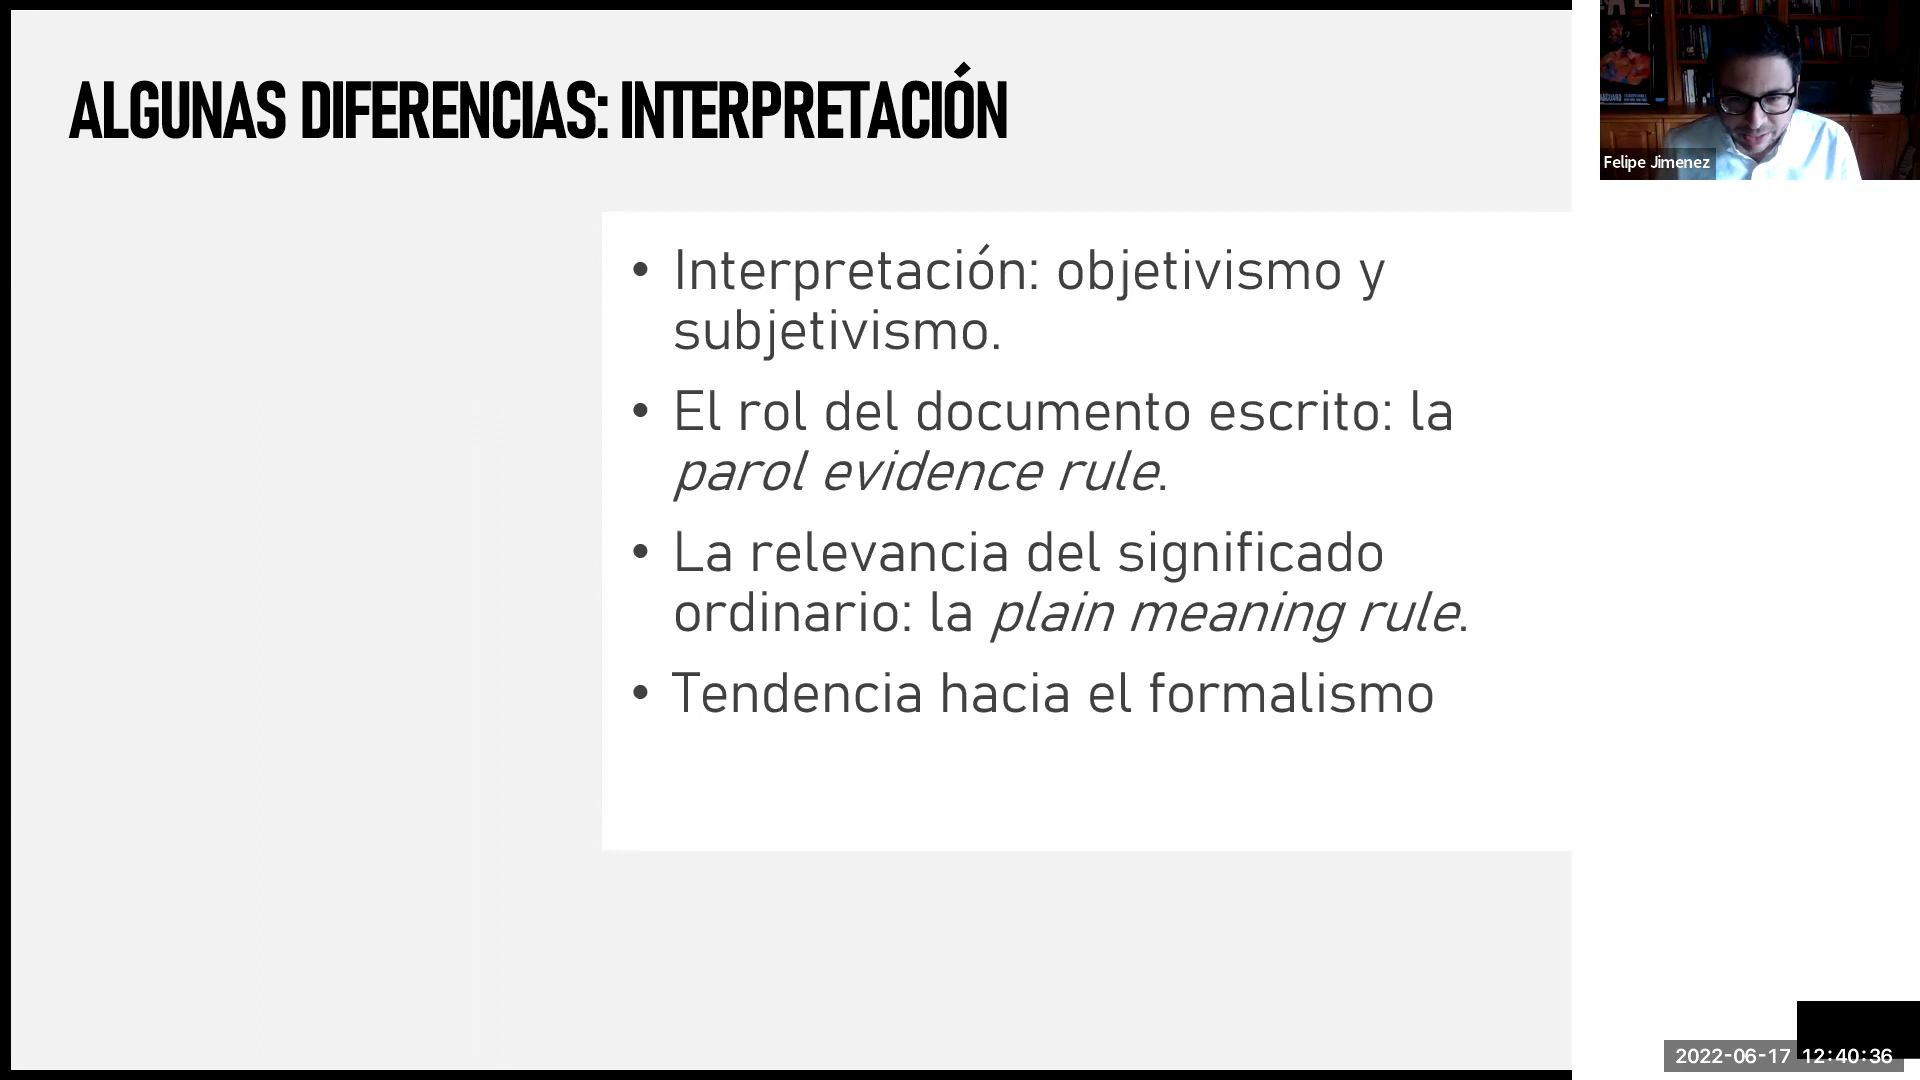 ALGUNAS DIFERENCIAS: INTERPRETACIÓN
Felipe Jimenez
• Interpretación: objetivismo y
subjetivismo.
• El rol del documento escrito: la
parol evidence rule.
• La relevancia del significado
ordinario: la plain meaning rule.
• Tendencia hacia el formalismo
2022-06-17 12:40:36